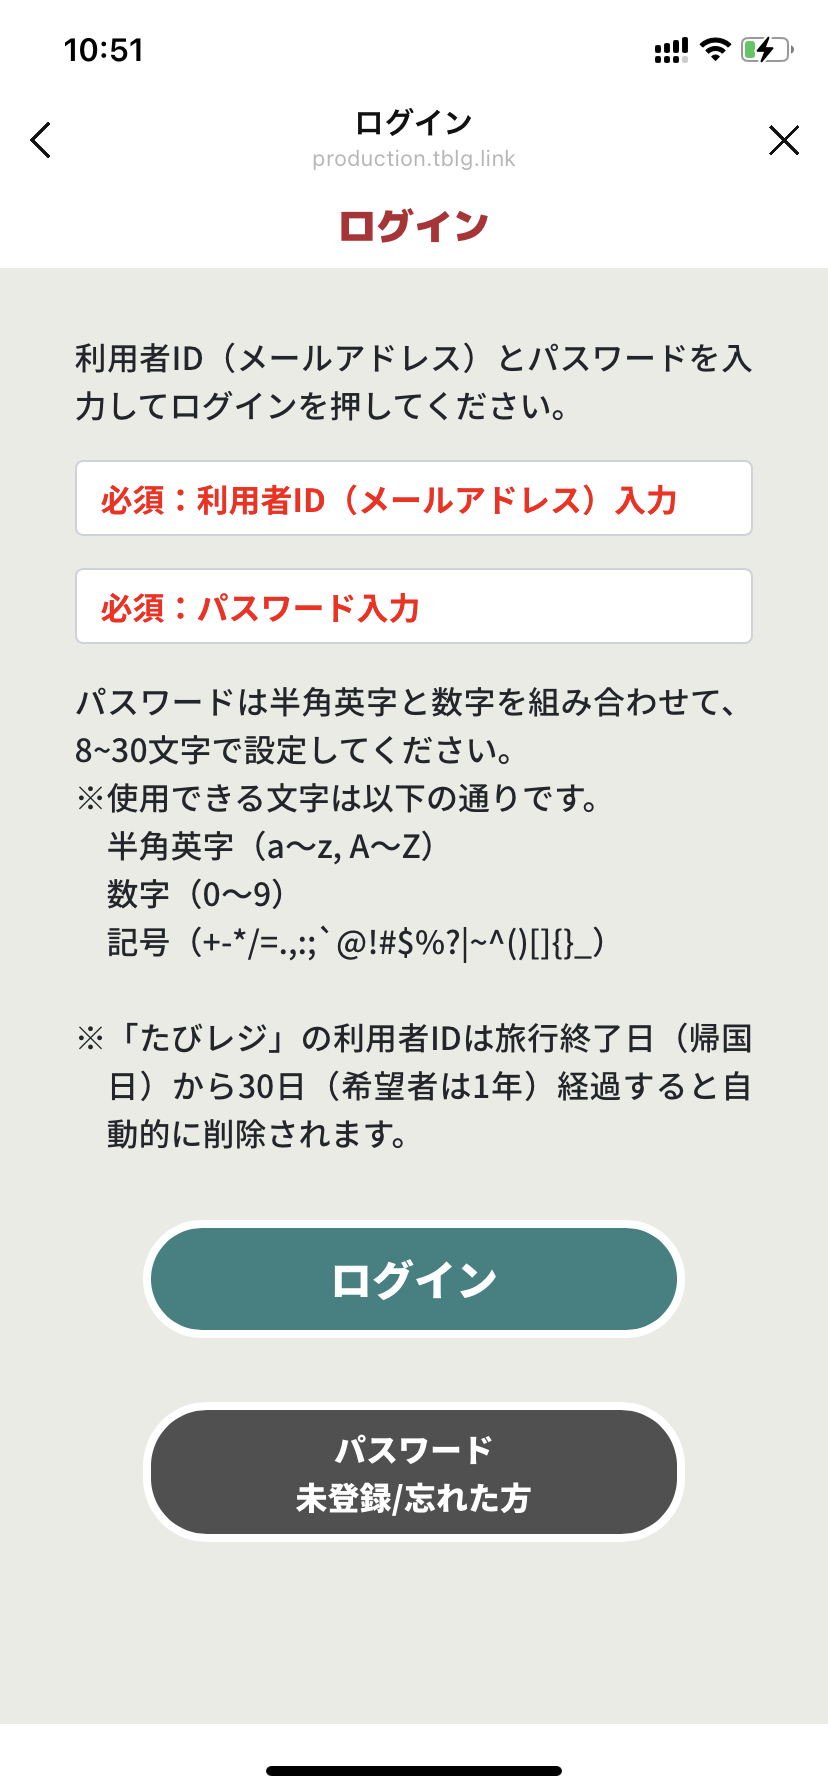 10:51
ログイン
production.tblg.link
ログイン
利用者ID（メールアドレス）とパスワードを入
力してログインを押してください。
必須：利用者ID（メールアドレス）入力
必須：パスワード入力
パスワードは半角英字と数字を組み合わせて、
8~30文字で設定してください。
※使用できる文字は以下の通りです。
半角英字（a～z, A～Z）
数字（0～9）
記号（+-*/=.,:;`@!#$%?|~^()[]{}_）
※「たびレジ」の利用者IDは旅行終了日（帰国
日）から30日（希望者は1年）経過すると自
動的に削除されます。
ログイン
パスワード
未登録/忘れた方